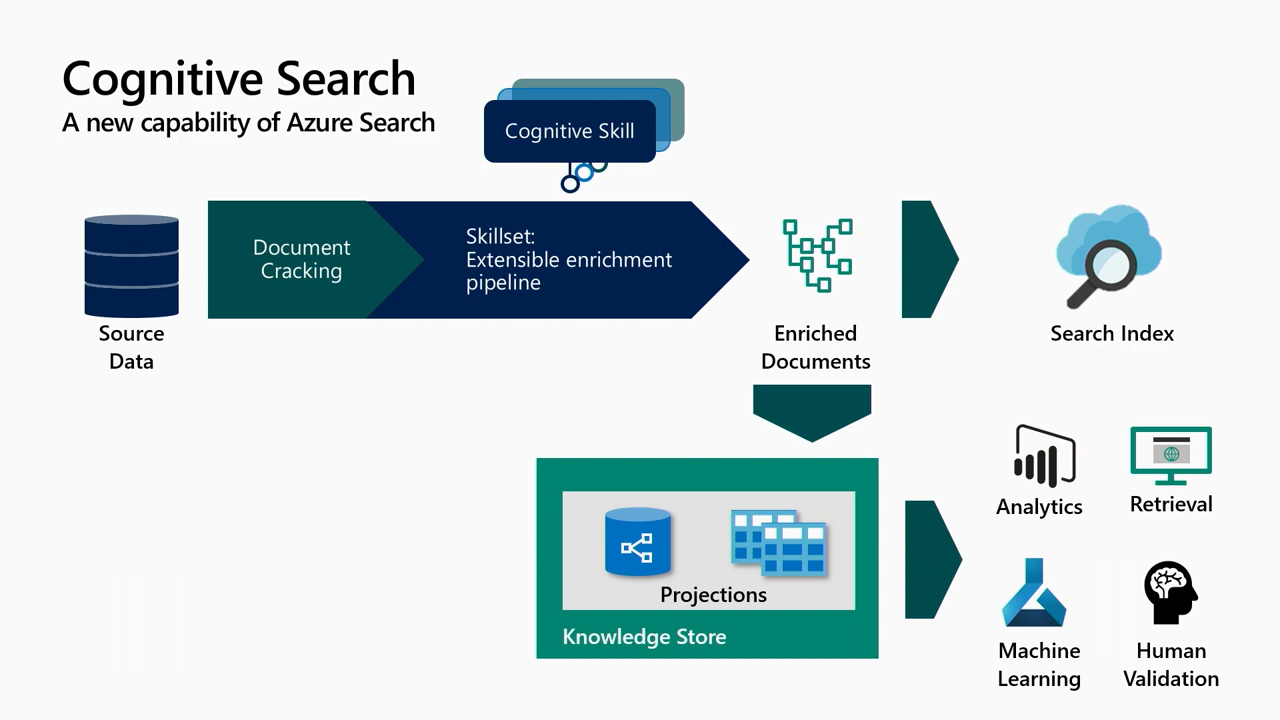 Cognitive Search
A new capability of Azure Search
Cognitive Skill
Document
Cracking
Skillset:
Extensible enrichment
pipeline
Source
Data
Enriched
Documents
Search Index
Analytics
Retrieval
Projections
Knowledge Store
Machine
Learning
Human
Validation